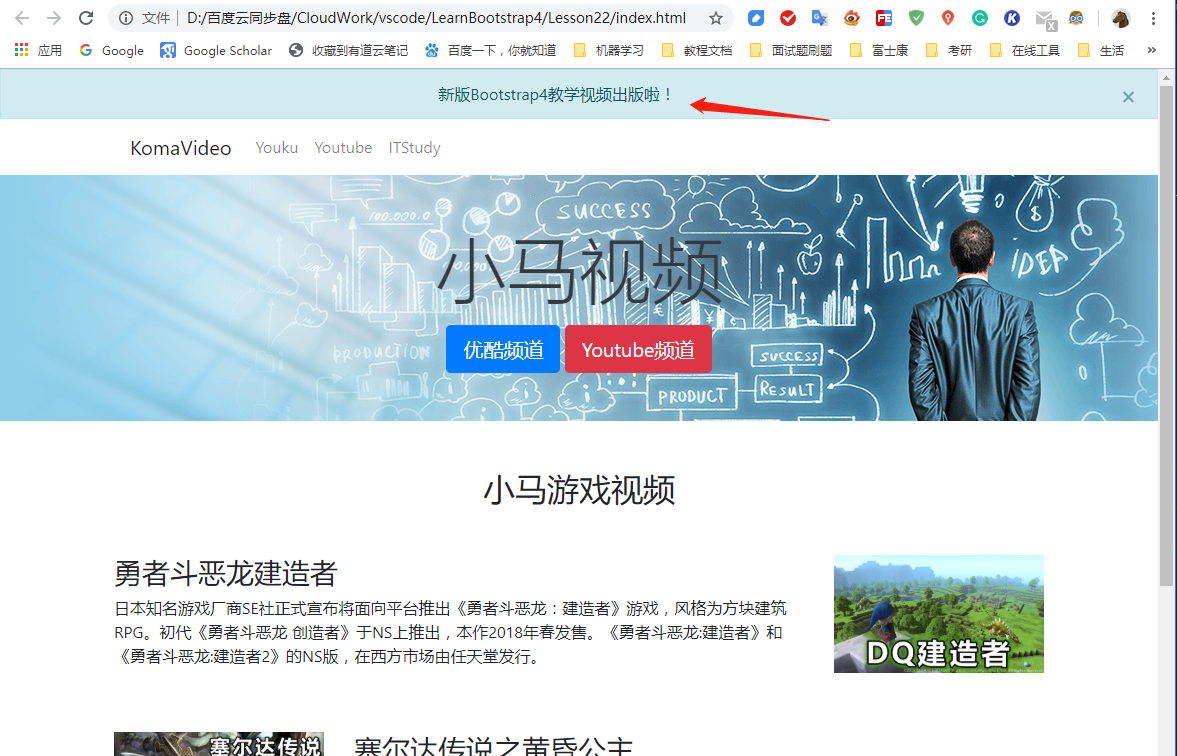 文件 D:/百度云同步盘/CloudWork/vscode/LearnBootstrap4/Lesson22/index.html
应用 Google Google Scholar 收藏到有道云笔记 百度一下，你就知道 机器学习 教程文档 面试题刷题 富士康 考研 在线工具 生活 »
新版Bootstrap4教学视频出版啦！ ×
KomaVideo Youku Youtube ITStudy
100.000.0
SUCCESS
$
IDEA
小马视频
€
¥
优酷频道 Youtube频道
PRODUCTION
SUCCESS
PRODUCT
RESULT
小马游戏视频
勇者斗恶龙建造者
日本知名游戏厂商SE社正式宣布将面向平台推出《勇者斗恶龙：建造者》游戏，风格为方块建筑
RPG。初代《勇者斗恶龙 创造者》于NS上推出，本作2018年春发售。《勇者斗恶龙:建造者》和
《勇者斗恶龙:建造者2》的NS版，在西方市场由任天堂发行。
DQ建造者
塞尔达传说
塞尔达传说之黄昏公主